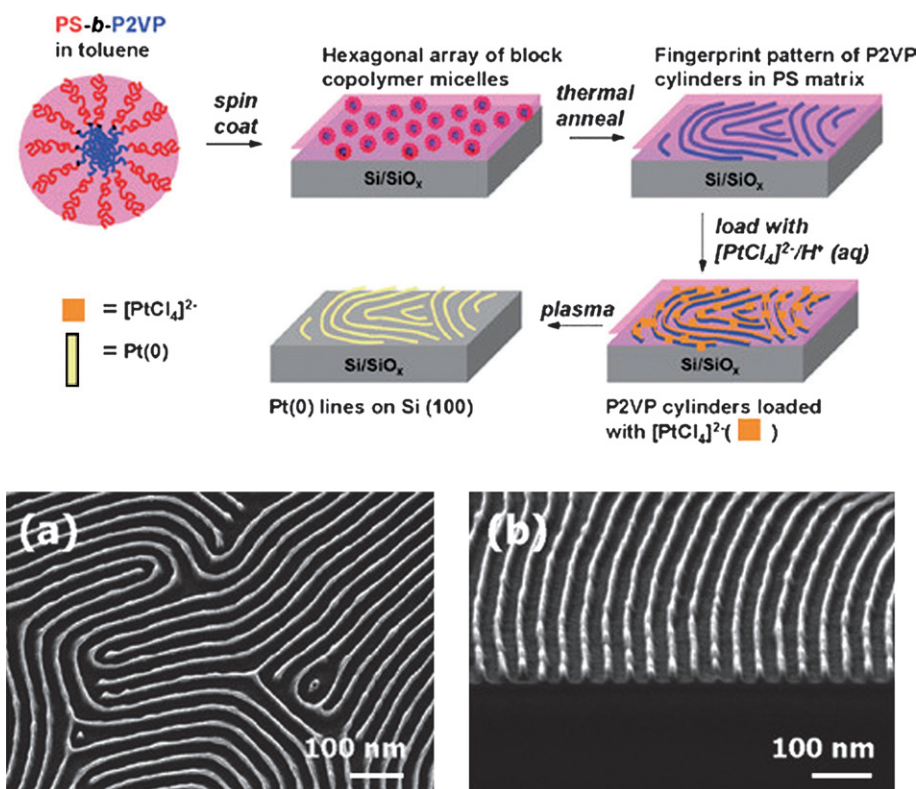 PS-b-P2VP
in toluene
spin
coat
Hexagonal array of block
copolymer micelles
Si/SiOₓ
thermal
anneal
Fingerprint pattern of P2VP
cylinders in PS matrix
Si/SiOₓ
load with
[PtCl₄]²⁻/H⁺ (aq)
= [PtCl₄]²⁻
= Pt(0)
Si/SiOₓ
Pt(0) lines on Si (100)
plasma
Si/SiOₓ
P2VP cylinders loaded
with [PtCl₄]²⁻( )
(a)
100 nm
(b)
100 nm